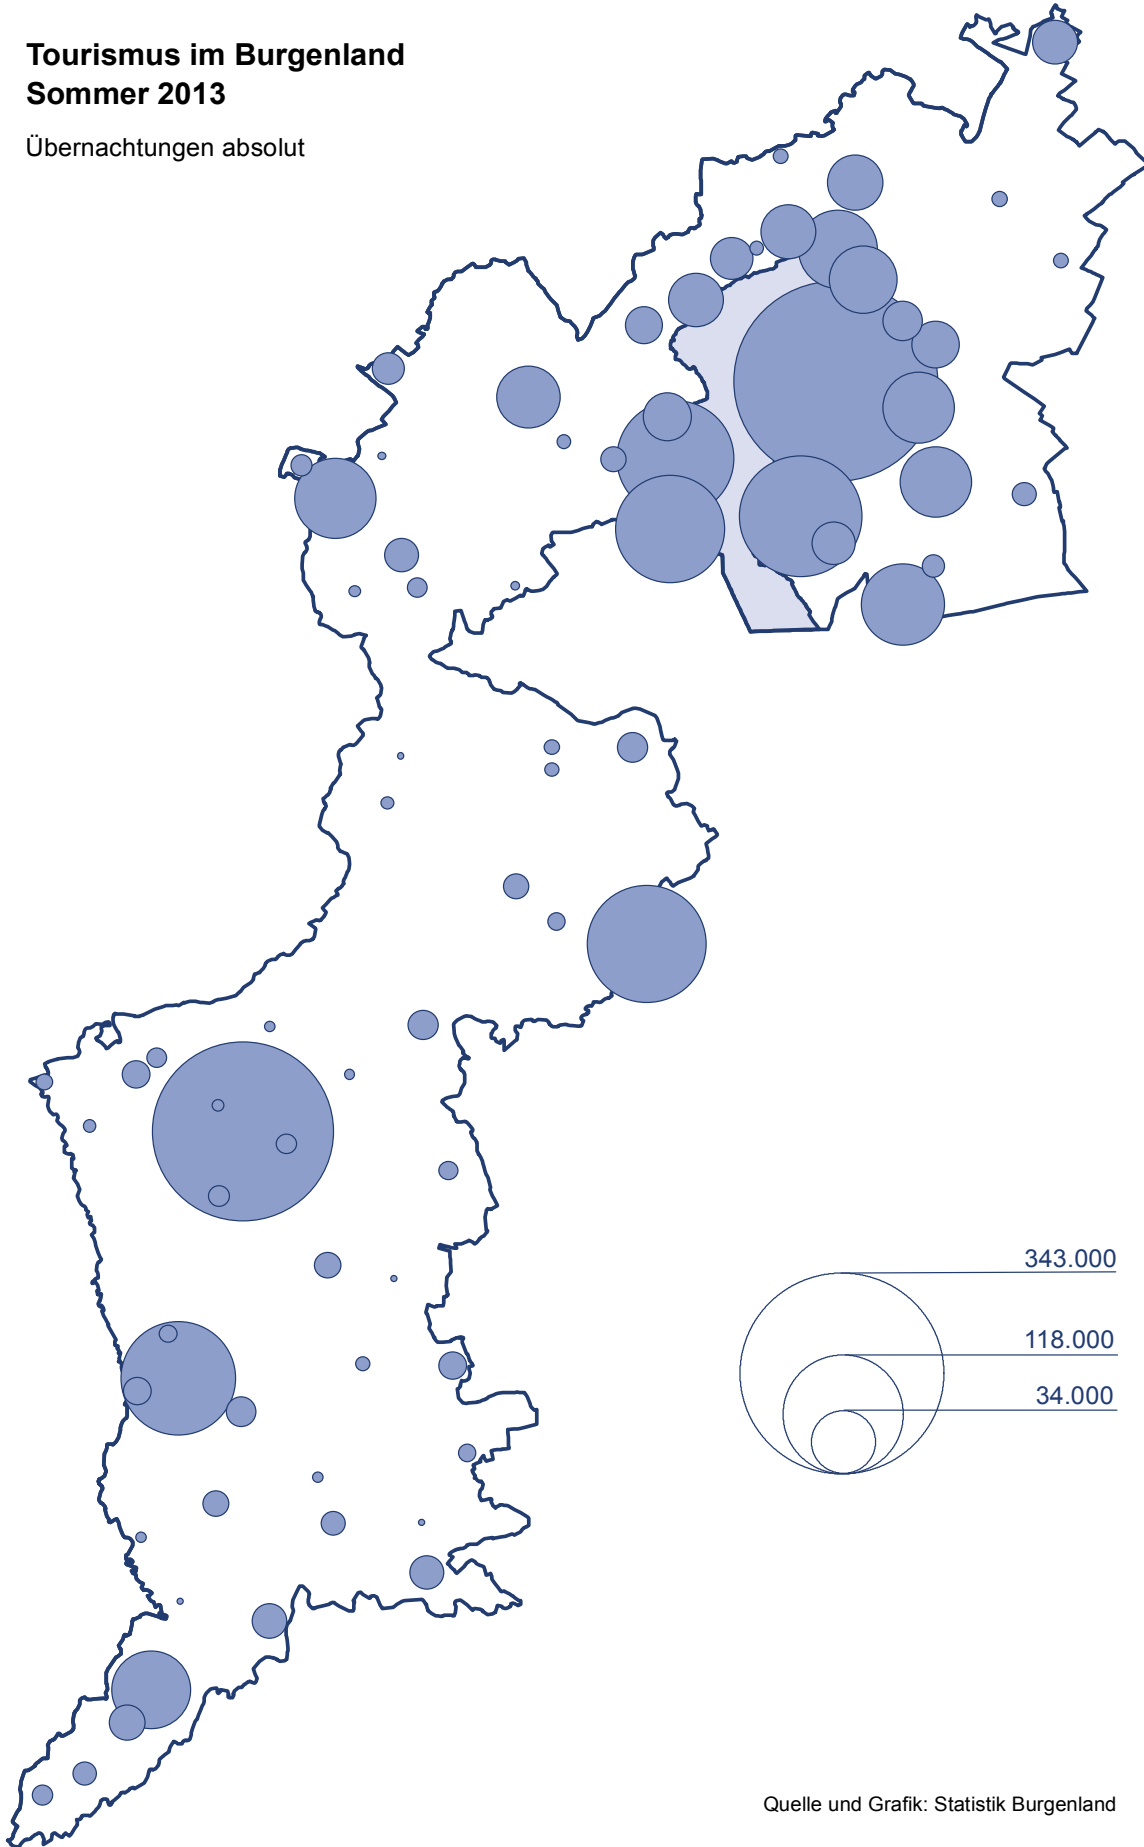 Tourismus im Burgenland
Sommer 2013
Übernachtungen absolut
343.000
118.000
34.000
Quelle und Grafik: Statistik Burgenland